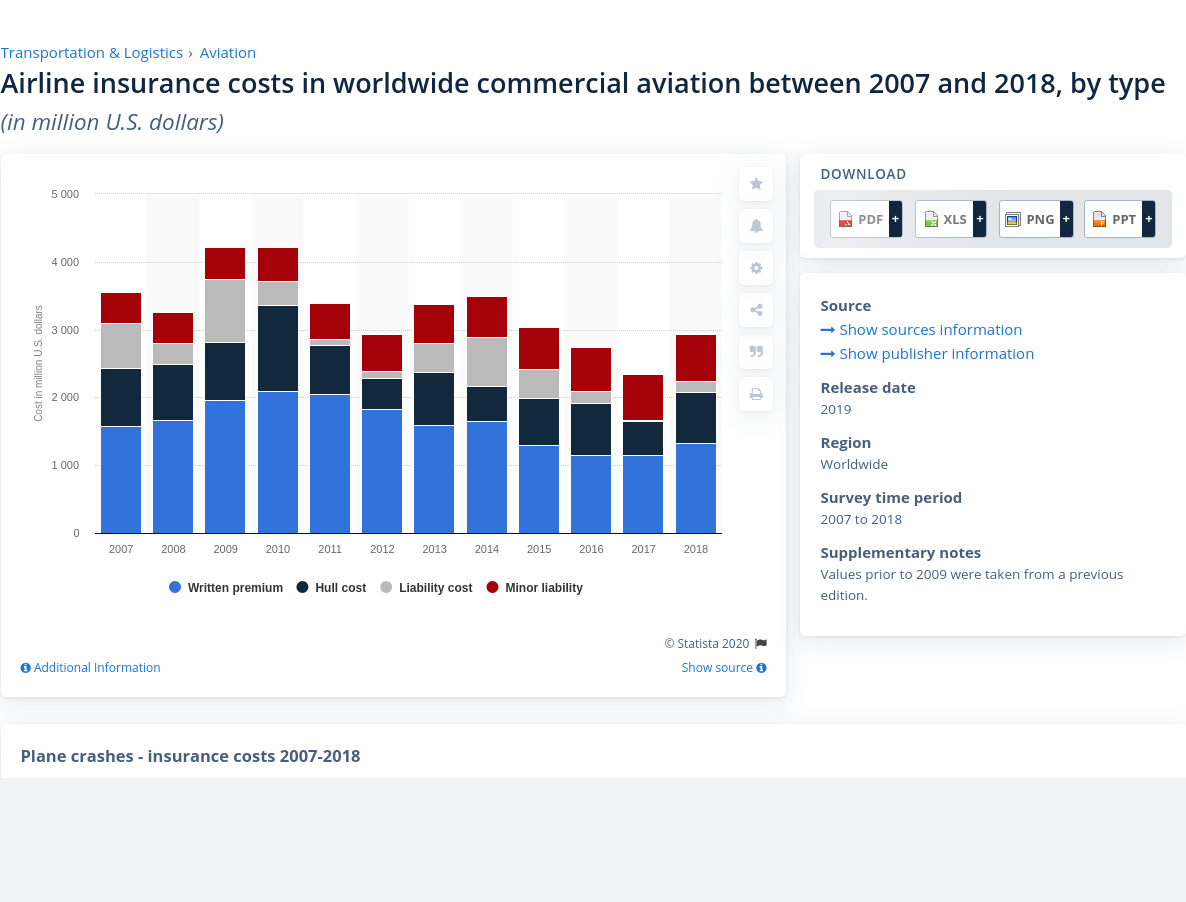 Transportation & Logistics › Aviation
Airline insurance costs in worldwide commercial aviation between 2007 and 2018, by type
(in million U.S. dollars)
Cost in million U.S. dollars
5 000
4 000
3 000
2 000
1 000
0
2007 2008 2009 2010 2011 2012 2013 2014 2015 2016 2017 2018
Written premium Hull cost Liability cost Minor liability
© Statista 2020
Additional Information
Show source
DOWNLOAD
PDF + XLS + PNG + PPT +
Source
Show sources information
Show publisher information
Release date
2019
Region
Worldwide
Survey time period
2007 to 2018
Supplementary notes
Values prior to 2009 were taken from a previous
edition.
Plane crashes - insurance costs 2007-2018